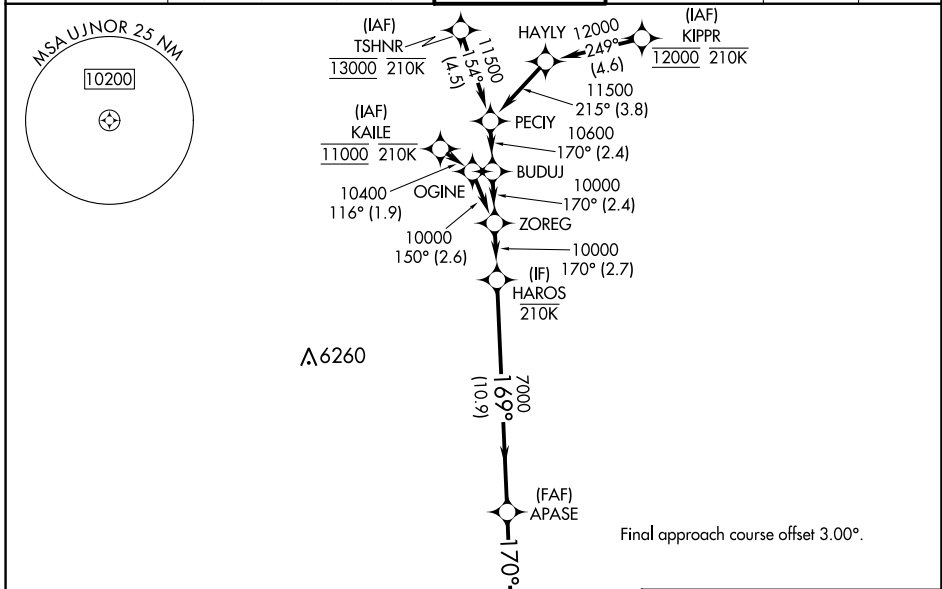 MSA UJNOR 25 NM
10200
(IAF)
TSHNR
13000 210K
11500
154°
(4.5)
HAYLY
12000
249°
(4.6)
(IAF)
KIPPR
12000 210K
11500
215° (3.8)
(IAF)
KAILE
11000 210K
PECIY
10600
170° (2.4)
BUDUJ
OGINE
10400
116° (1.9)
10000
170° (2.4)
10000
150° (2.6)
ZOREG
10000
170° (2.7)
(IF)
HAROS
210K
6260
7000
169°
(10.9)
(FAF)
APASE
Final approach course offset 3.00°.
170°